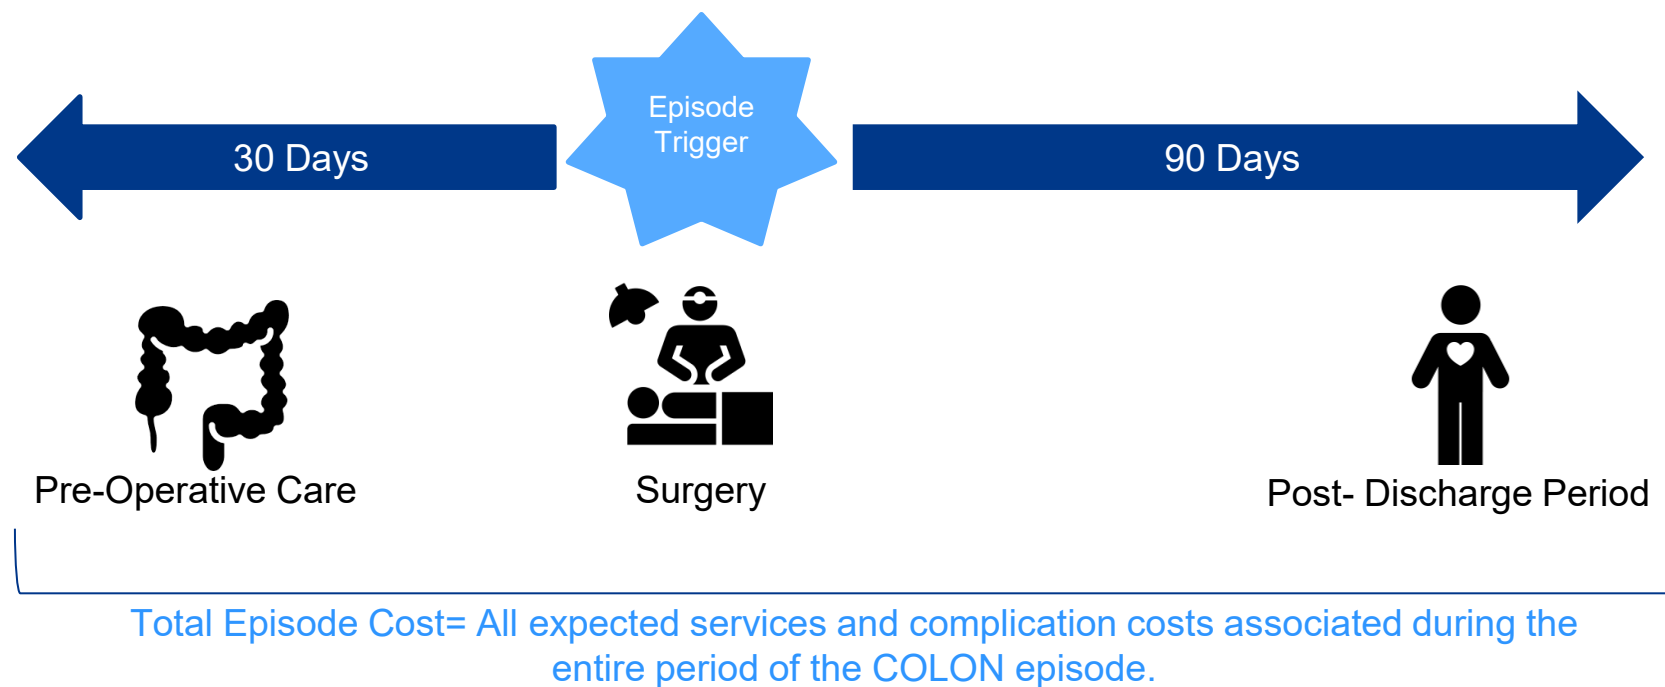 Episode
Trigger
30 Days
90 Days
Pre-Operative Care
Surgery
Post- Discharge Period
Total Episode Cost= All expected services and complication costs associated during the
entire period of the COLON episode.